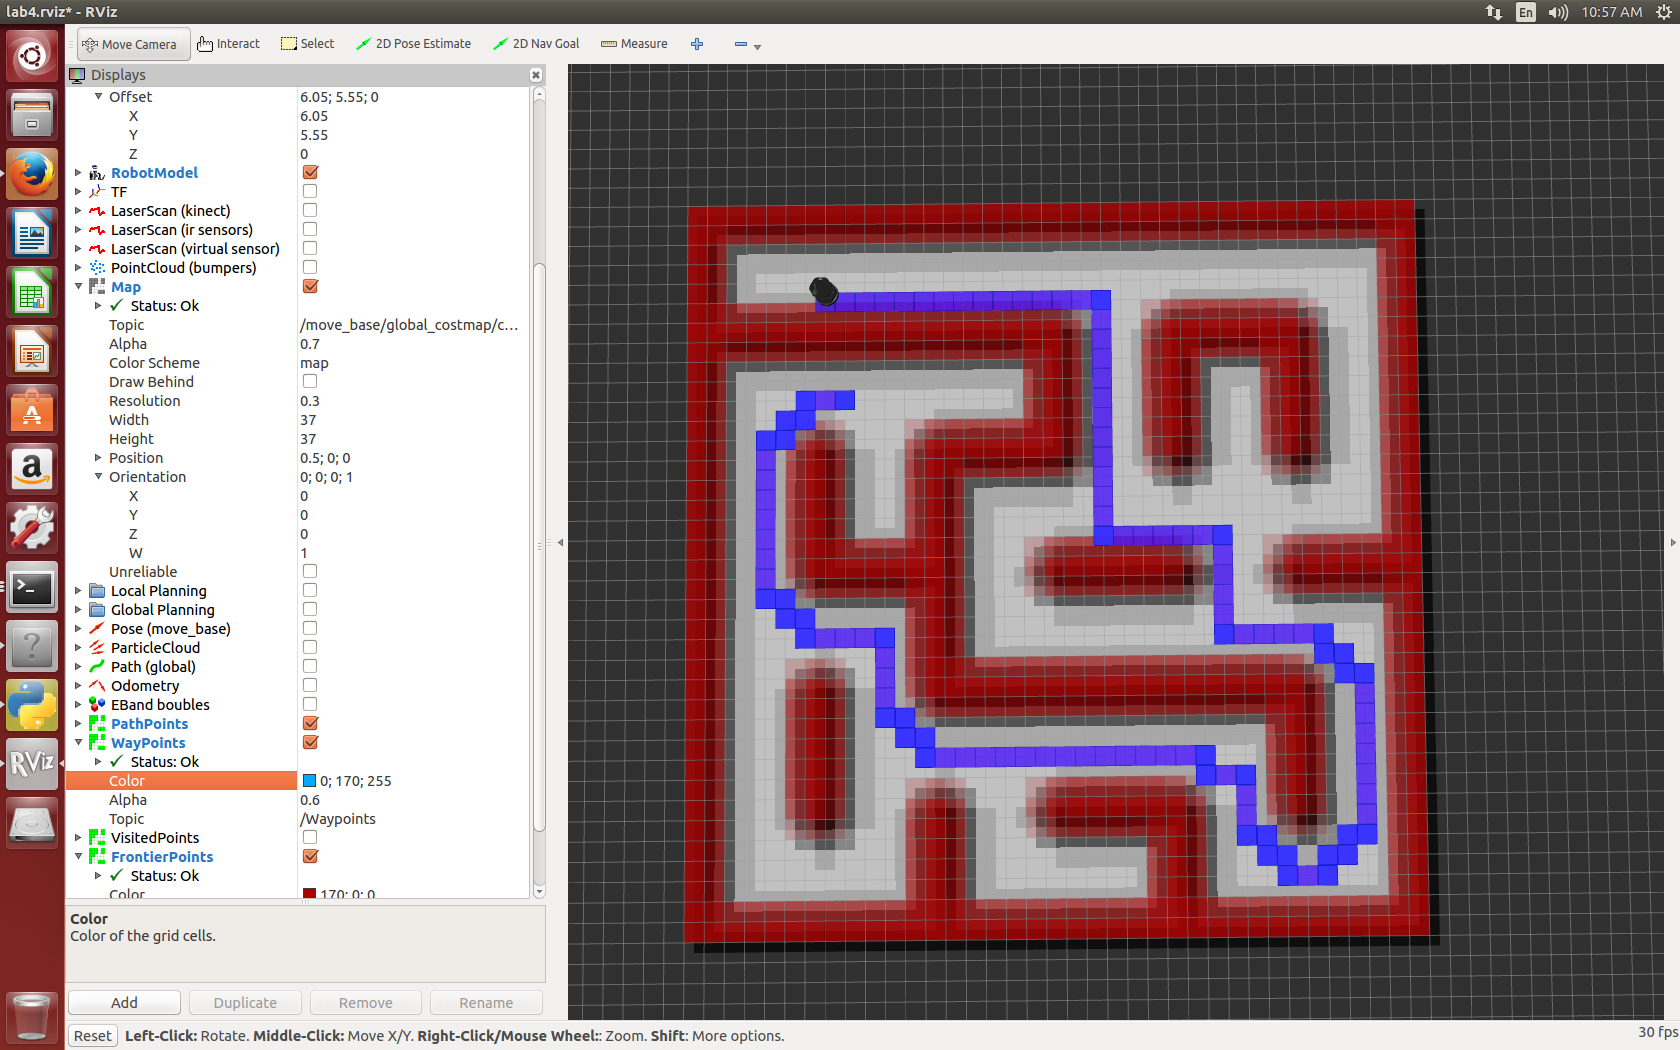 lab4.rviz* - RViz
En 10:57 AM
Move Camera Interact Select 2D Pose Estimate 2D Nav Goal Measure
Displays
Offset 6.05; 5.55; 0
X 6.05
Y 5.55
Z 0
RobotModel
TF
LaserScan (kinect)
LaserScan (ir sensors)
LaserScan (virtual sensor)
PointCloud (bumpers)
Map
Status: Ok
Topic /move_base/global_costmap/c...
Alpha 0.7
Color Scheme map
Draw Behind
Resolution 0.3
Width 37
Height 37
Position 0.5; 0; 0
Orientation 0; 0; 0; 1
X 0
Y 0
Z 0
W 1
Unreliable
Local Planning
Global Planning
Pose (move_base)
ParticleCloud
Path (global)
Odometry
EBand boubles
PathPoints
WayPoints
Status: Ok
Color 0; 170; 255
Alpha 0.6
Topic /Waypoints
VisitedPoints
FrontierPoints
Status: Ok
Color 170; 0; 0
Color
Color of the grid cells.
Add Duplicate Remove Rename
Reset Left-Click: Rotate. Middle-Click: Move X/Y. Right-Click/Mouse Wheel:: Zoom. Shift: More options. 30 fps
RViz